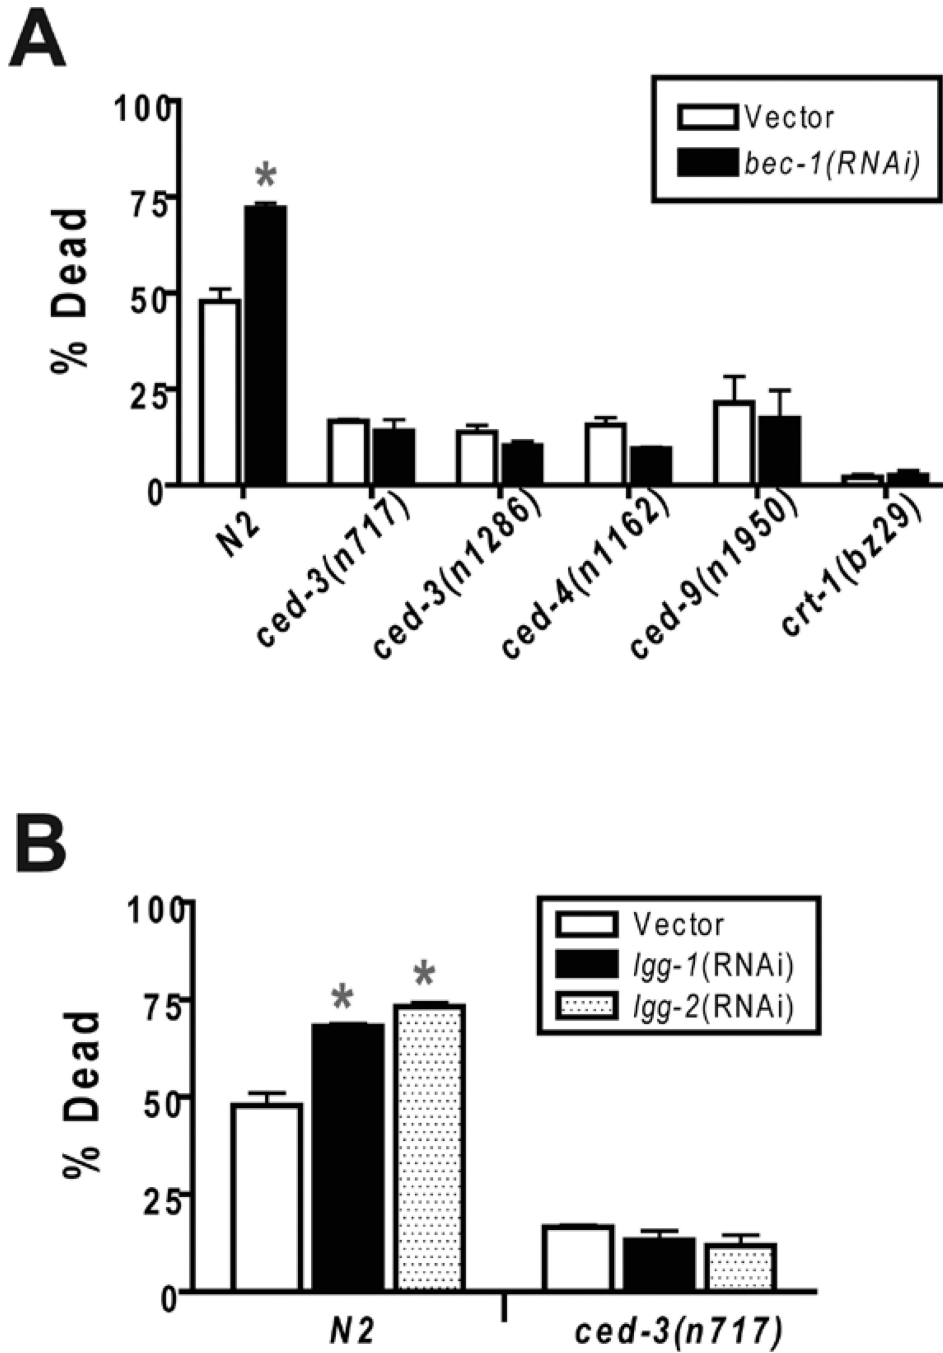 A
100
75
50
25
0
% Dead
*
Vector
bec-1(RNAi)
N2
ced-3(n717)
ced-3(n1286)
ced-4(n1162)
ced-9(n1950)
crt-1(bz29)
B
100
75
50
25
0
% Dead
* *
Vector
lgg-1(RNAi)
lgg-2(RNAi)
N2 ced-3(n717)